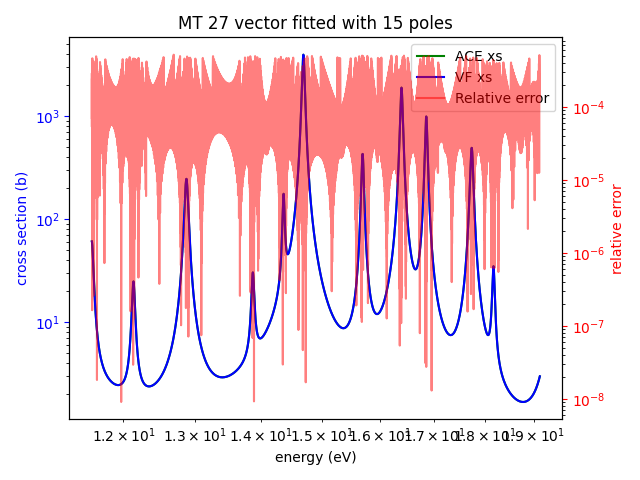 MT 27 vector fitted with 15 poles
ACE xs
VF xs
Relative error
10³
10²
10¹
10⁻⁴
10⁻⁵
10⁻⁶
10⁻⁷
10⁻⁸
cross section (b)
relative error
1.2 × 10¹ 1.3 × 10¹ 1.4 × 10¹ 1.5 × 10¹ 1.6 × 10¹ 1.7 × 10¹ 1.8 × 10¹ 1.9 × 10¹
energy (eV)